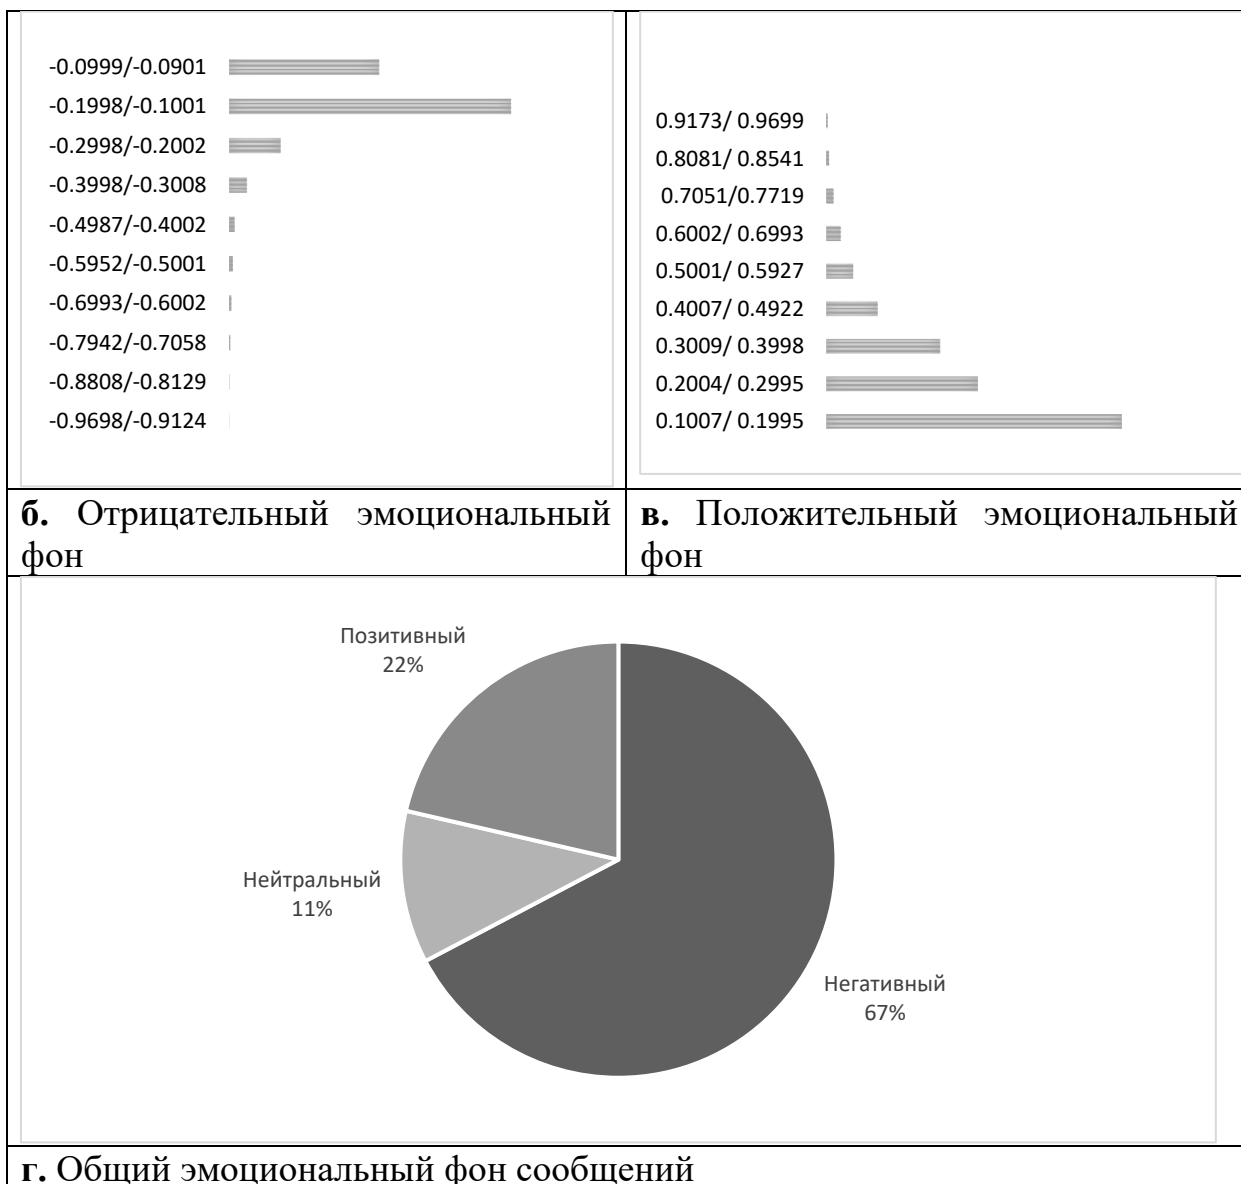 -0.0999/-0.0901
-0.1998/-0.1001
-0.2998/-0.2002
-0.3998/-0.3008
-0.4987/-0.4002
-0.5952/-0.5001
-0.6993/-0.6002
-0.7942/-0.7058
-0.8808/-0.8129
-0.9698/-0.9124
0.9173/ 0.9699
0.8081/ 0.8541
0.7051/0.7719
0.6002/ 0.6993
0.5001/ 0.5927
0.4007/ 0.4922
0.3009/ 0.3998
0.2004/ 0.2995
0.1007/ 0.1995
б. Отрицательный эмоциональный
фон
в. Положительный эмоциональный
фон
Позитивный
22%
Нейтральный
11%
Негативный
67%
г. Общий эмоциональный фон сообщений